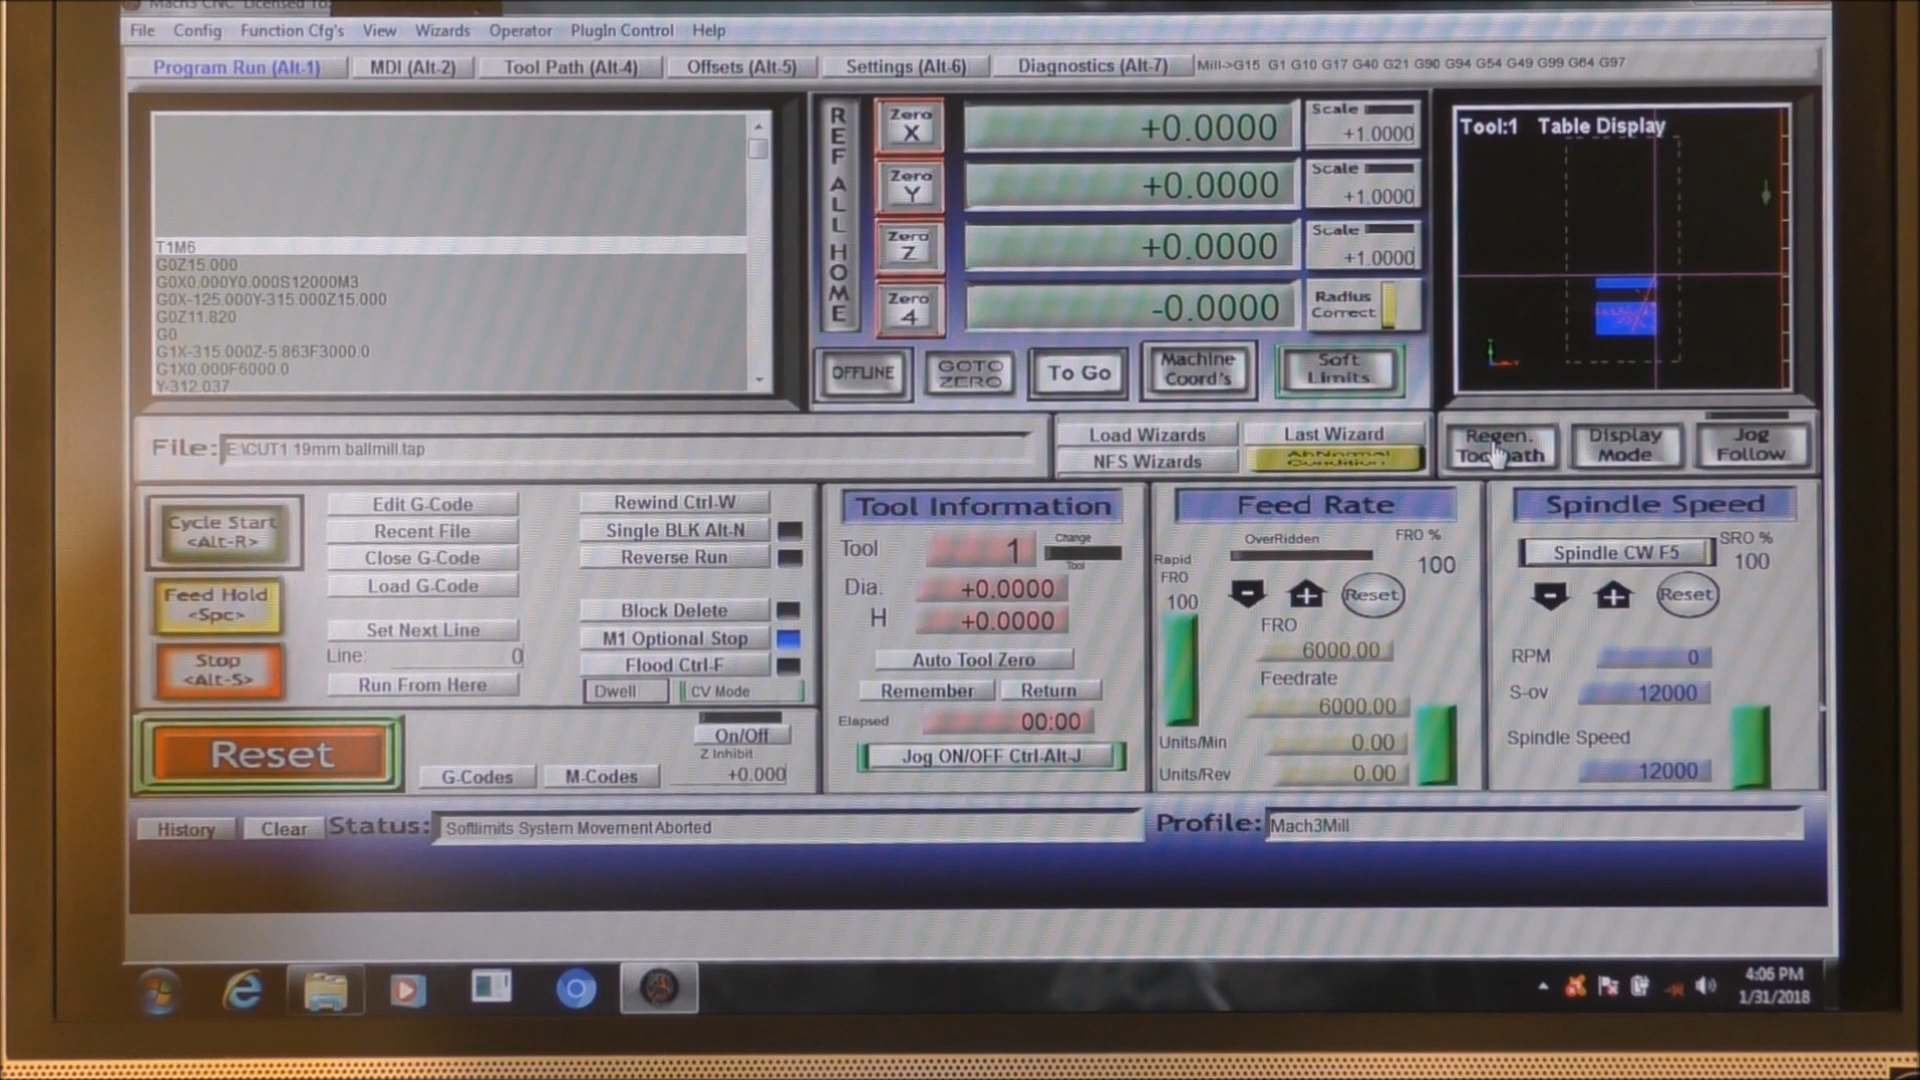 Mach3 CNC Licensed To:
File Config Function Cfg's View Wizards Operator PlugIn Control Help
Program Run (Alt-1) MDI (Alt-2) Tool Path (Alt-4) Offsets (Alt-5) Settings (Alt-6) Diagnostics (Alt-7) Mill->G15 G1 G10 G17 G40 G21 G90 G94 G54 G49 G99 G64 G97
T1M6
G0Z15.000
G0X0.000Y0.000S12000M3
G0X-125.000Y-315.000Z15.000
G0Z11.820
G0
G1X-315.000Z-5.863F3000.0
G1X0.000F6000.0
Y-312.037
REF ALL HOME
Zero X +0.0000 Scale +1.0000
Zero Y +0.0000 Scale +1.0000
Zero Z +0.0000 Scale +1.0000
Zero 4 -0.0000 Radius Correct
OFFLINE GOTO ZERO To Go Machine Coord's Soft Limits
Tool:1 Table Display
File: E:\CUT1 19mm ballmill.tap
Load Wizards Last Wizard
NFS Wizards AbNormal Condition
Regen. Toolpath Display Mode Jog Follow
Cycle Start <Alt-R>
Feed Hold <Spc>
Stop <Alt-S>
Reset
Edit G-Code
Recent File
Close G-Code
Load G-Code
Set Next Line
Line: 0
Run From Here
Rewind Ctrl-W
Single BLK Alt-N
Reverse Run
Block Delete
M1 Optional Stop
Flood Ctrl-F
Dwell CV Mode
On/Off
Z Inhibit
+0.000
G-Codes M-Codes
Tool Information
Tool 1 Change Tool
Dia. +0.0000
H +0.0000
Auto Tool Zero
Remember Return
Elapsed 00:00
Jog ON/OFF Ctrl-Alt-J
Feed Rate
OverRidden FRO %
100
Rapid FRO
100
Reset
FRO
6000.00
Feedrate
6000.00
Units/Min 0.00
Units/Rev 0.00
Spindle Speed
Spindle CW F5 SRO %
100
Reset
RPM 0
S-ov 12000
Spindle Speed
12000
History Clear Status: Softlimits System Movement Aborted Profile: Mach3Mill
4:05 PM
1/31/2018